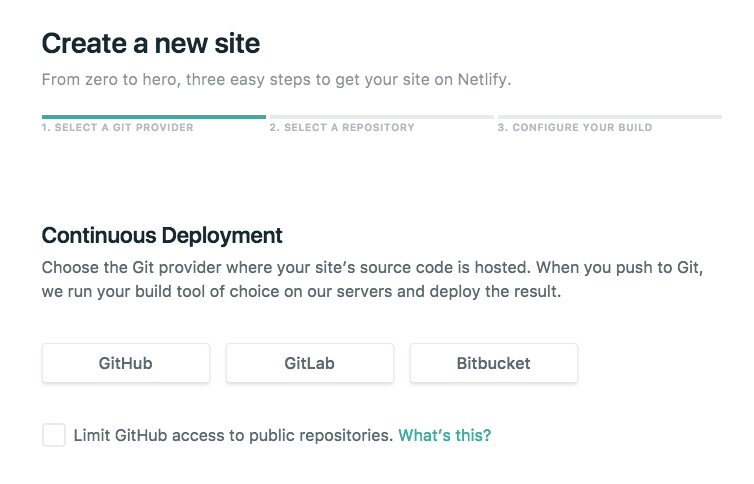 Create a new site
From zero to hero, three easy steps to get your site on Netlify.
1. SELECT A GIT PROVIDER
2. SELECT A REPOSITORY
3. CONFIGURE YOUR BUILD
Continuous Deployment
Choose the Git provider where your site’s source code is hosted. When you push to Git,
we run your build tool of choice on our servers and deploy the result.
GitHub
GitLab
Bitbucket
Limit GitHub access to public repositories. What’s this?